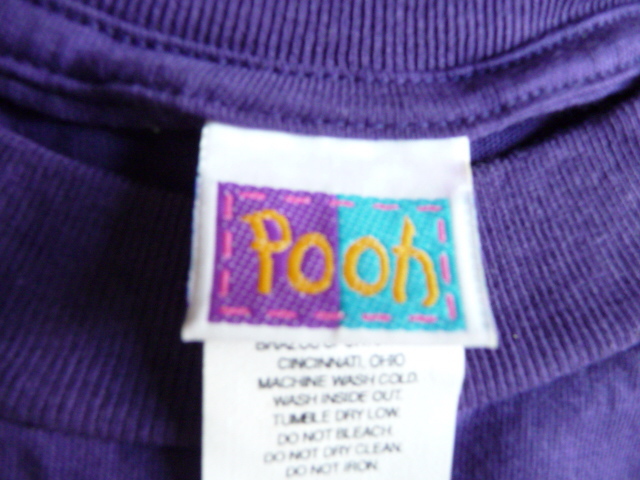 Pooh
CINCINNATI, OHIO
MACHINE WASH COLD.
WASH INSIDE OUT.
TUMBLE DRY LOW.
DO NOT BLEACH.
DO NOT DRY CLEAN.
DO NOT IRON.